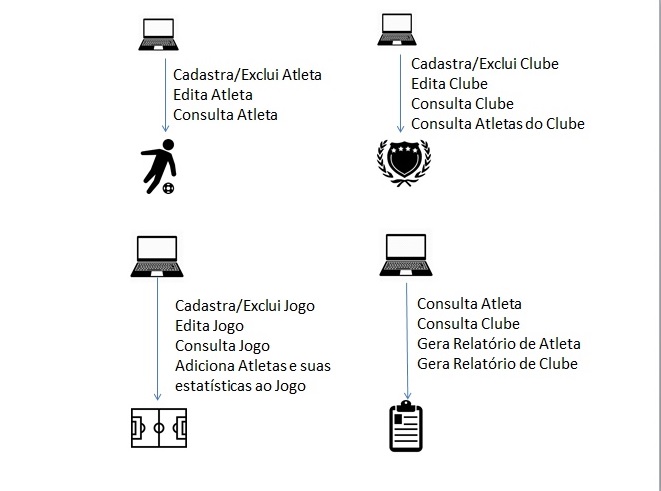 Cadastra/Exclui Atleta
Edita Atleta
Consulta Atleta
Cadastra/Exclui Clube
Edita Clube
Consulta Clube
Consulta Atletas do Clube
Cadastra/Exclui Jogo
Edita Jogo
Consulta Jogo
Adiciona Atletas e suas
estatísticas ao Jogo
Consulta Atleta
Consulta Clube
Gera Relatório de Atleta
Gera Relatório de Clube